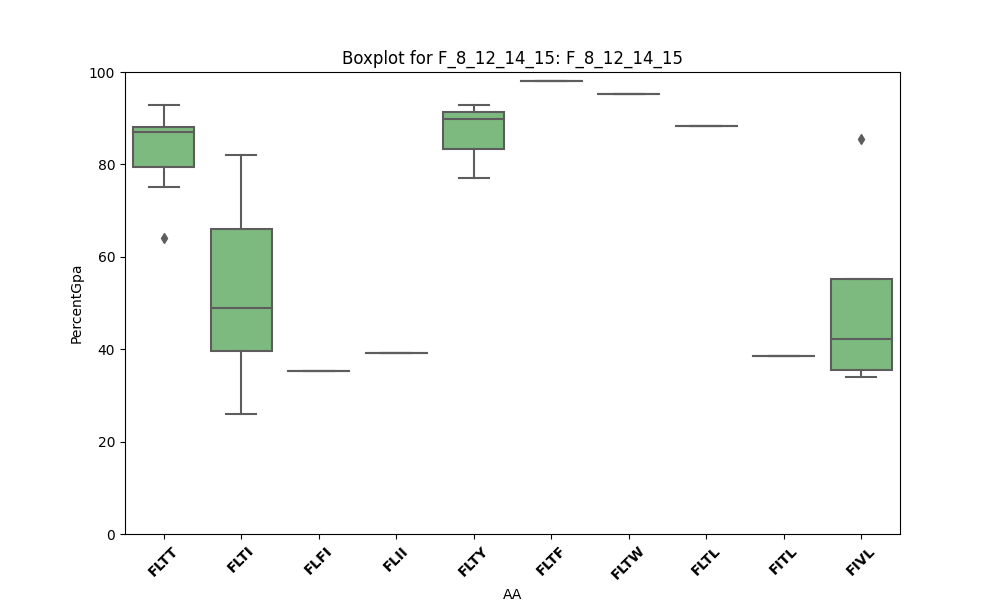 Boxplot for F_8_12_14_15: F_8_12_14_15
100
80
60
40
20
0
PercentGpa
FLTT
FLTI
FLFI
FLII
FLTY
FLTF
FLTW
FLTL
FITL
FIVL
AA